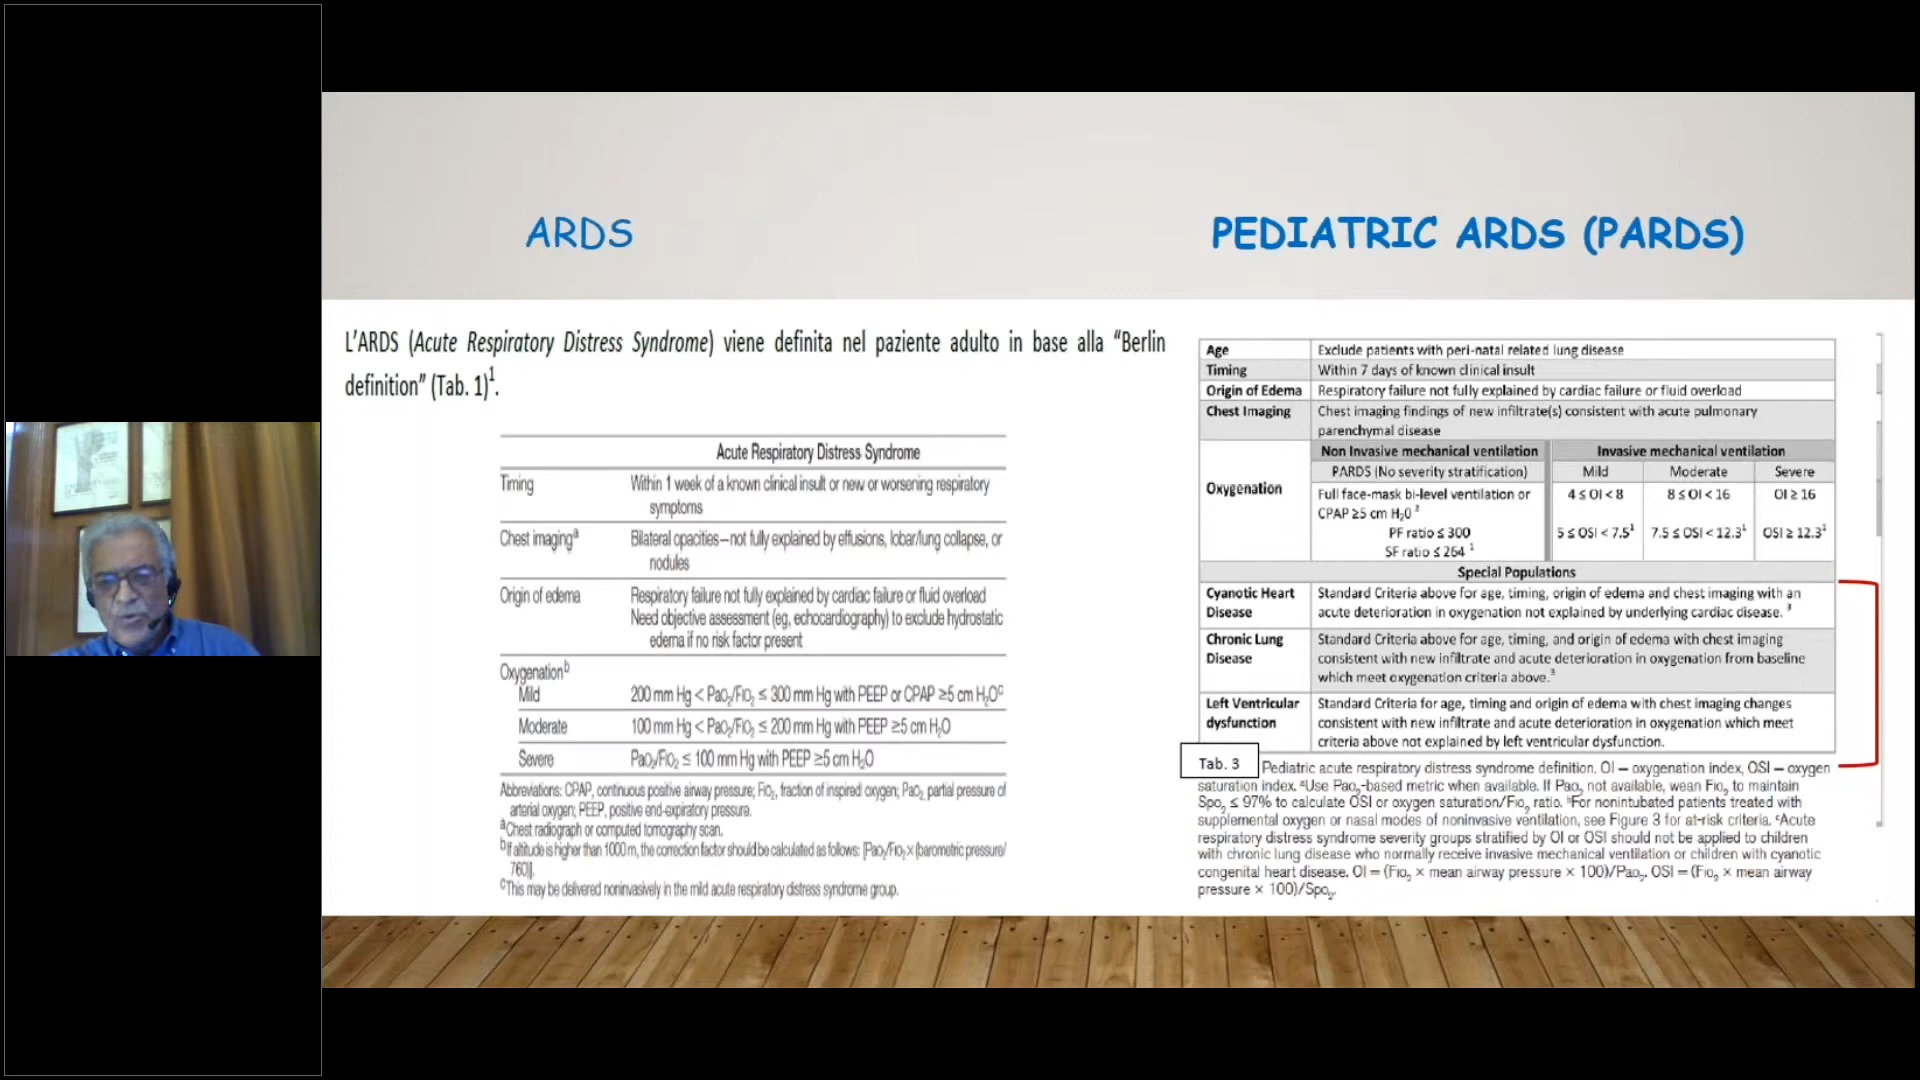 ARDS
PEDIATRIC ARDS (PARDS)
L’ARDS (Acute Respiratory Distress Syndrome) viene definita nel paziente adulto in base alla “Berlin
definition” (Tab. 1)1.
Acute Respiratory Distress Syndrome
Timing Within 1 week of a known clinical insult or new or worsening respiratory
symptoms
Chest imaginga Bilateral opacities—not fully explained by effusions, lobar/lung collapse, or
nodules
Origin of edema Respiratory failure not fully explained by cardiac failure or fluid overload
Need objective assessment (eg, echocardiography) to exclude hydrostatic
edema if no risk factor present
Oxygenationb
Mild 200 mm Hg < PaO2/FIO2 ≤ 300 mm Hg with PEEP or CPAP ≥5 cm H2Oc
Moderate 100 mm Hg < PaO2/FIO2 ≤ 200 mm Hg with PEEP ≥5 cm H2O
Severe PaO2/FIO2 ≤ 100 mm Hg with PEEP ≥5 cm H2O
Abbreviations: CPAP, continuous positive airway pressure; FIO2, fraction of inspired oxygen; PaO2, partial pressure of
arterial oxygen; PEEP, positive end-expiratory pressure.
aChest radiograph or computed tomography scan.
bIf altitude is higher than 1000 m, the correction factor should be calculated as follows: [PaO2/FIO2 × (barometric pressure/
760)].
cThis may be delivered noninvasively in the mild acute respiratory distress syndrome group.
Age Exclude patients with peri-natal related lung disease
Timing Within 7 days of known clinical insult
Origin of Edema Respiratory failure not fully explained by cardiac failure or fluid overload
Chest Imaging Chest imaging findings of new infiltrate(s) consistent with acute pulmonary
parenchymal disease
Oxygenation
Non Invasive mechanical ventilation Invasive mechanical ventilation
PARDS (No severity stratification) Mild Moderate Severe
Full face-mask bi-level ventilation or 4 ≤ OI < 8 8 ≤ OI < 16 OI ≥ 16
CPAP ≥5 cm H2O 2
PF ratio ≤ 300 5 ≤ OSI < 7.51 7.5 ≤ OSI < 12.31 OSI ≥ 12.31
SF ratio ≤ 264 1
Special Populations
Cyanotic Heart Standard Criteria above for age, timing, origin of edema and chest imaging with an
Disease acute deterioration in oxygenation not explained by underlying cardiac disease. 3
Chronic Lung Standard Criteria above for age, timing, and origin of edema with chest imaging
Disease consistent with new infiltrate and acute deterioration in oxygenation from baseline
which meet oxygenation criteria above.3
Left Ventricular Standard Criteria for age, timing and origin of edema with chest imaging changes
dysfunction consistent with new infiltrate and acute deterioration in oxygenation which meet
criteria above not explained by left ventricular dysfunction.
Tab. 3 Pediatric acute respiratory distress syndrome definition. OI – oxygenation index, OSI – oxygen
saturation index. aUse Pao2-based metric when available. If Pao2 not available, wean Fio2 to maintain
Spo2 ≤ 97% to calculate OSI or oxygen saturation/Fio2 ratio. bFor nonintubated patients treated with
supplemental oxygen or nasal modes of noninvasive ventilation, see Figure 3 for at-risk criteria. cAcute
respiratory distress syndrome severity groups stratified by OI or OSI should not be applied to children
with chronic lung disease who normally receive invasive mechanical ventilation or children with cyanotic
congenital heart disease. OI = (Fio2 × mean airway pressure × 100)/Pao2. OSI = (Fio2 × mean airway
pressure × 100)/Spo2.